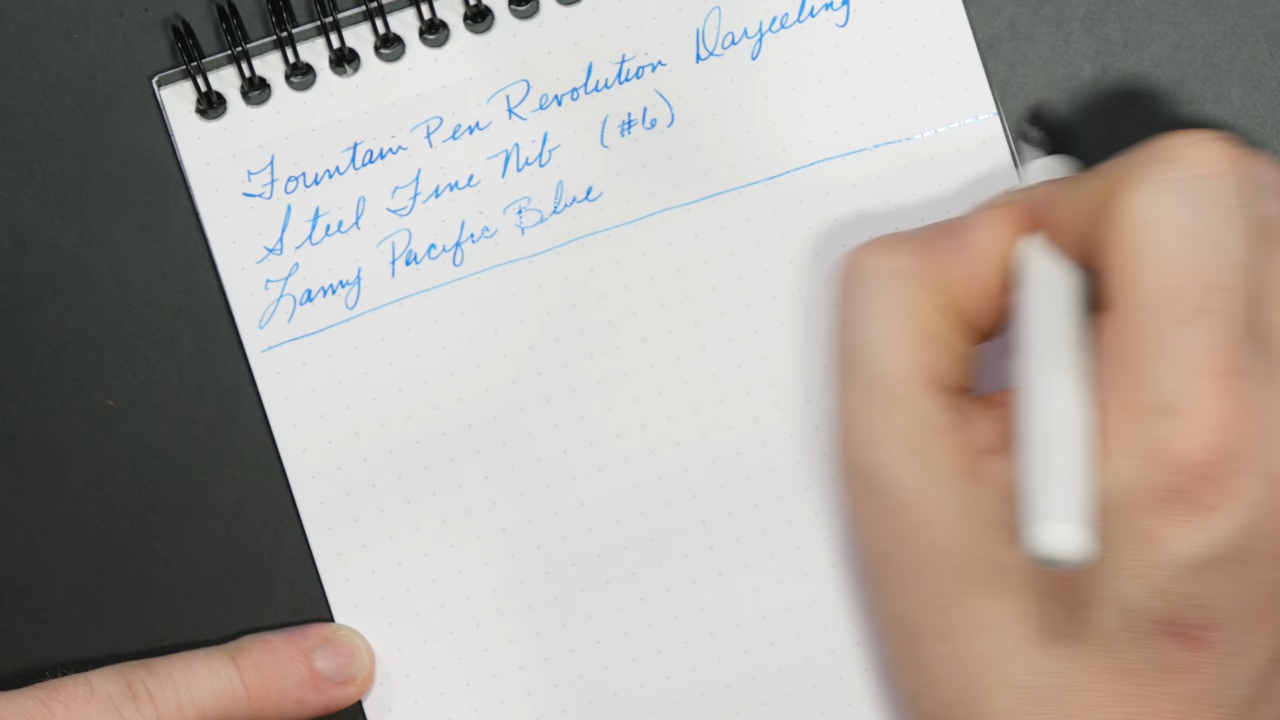 Fountain Pen Revolution Darjeeling
Steel Fine Nib (#6)
Lamy Pacific Blue